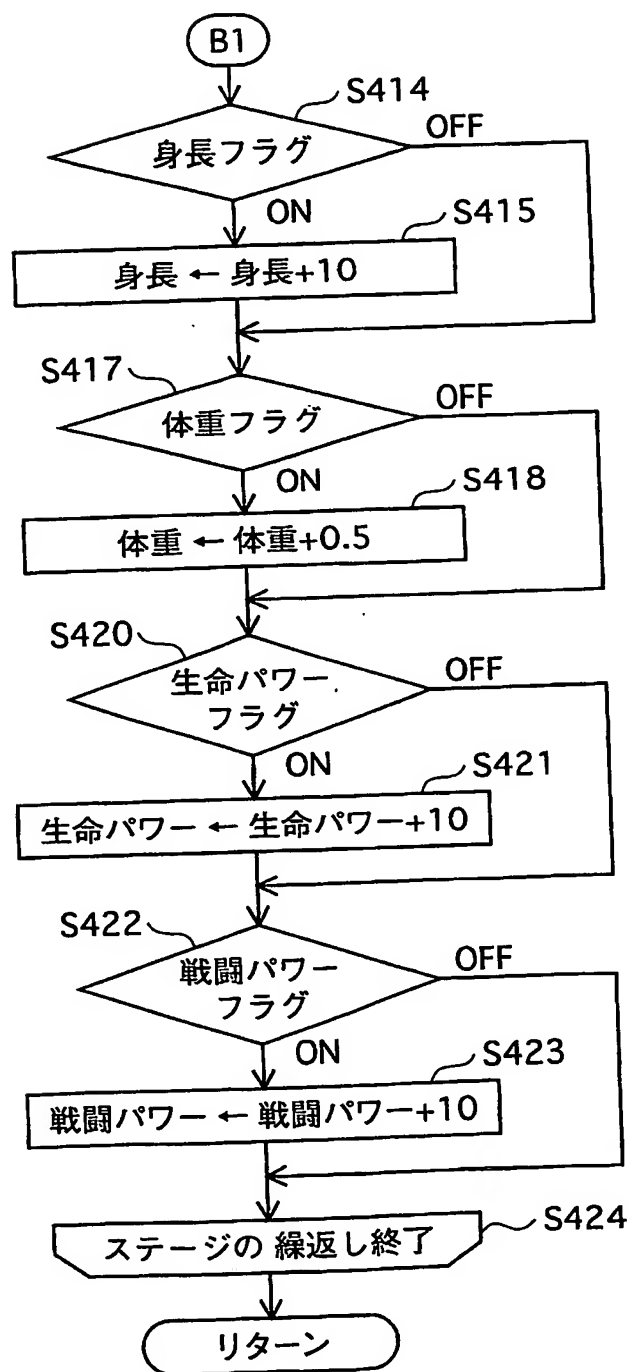 B1
S414
身長フラグ
OFF
ON
S415
身長 ← 身長+10
S417
体重フラグ
OFF
ON
S418
体重 ← 体重+0.5
S420
生命パワー
フラグ
OFF
ON
S421
生命パワー ← 生命パワー+10
S422
戦闘パワー
フラグ
OFF
ON
S423
戦闘パワー ← 戦闘パワー+10
S424
ステージの 繰返し終了
リターン